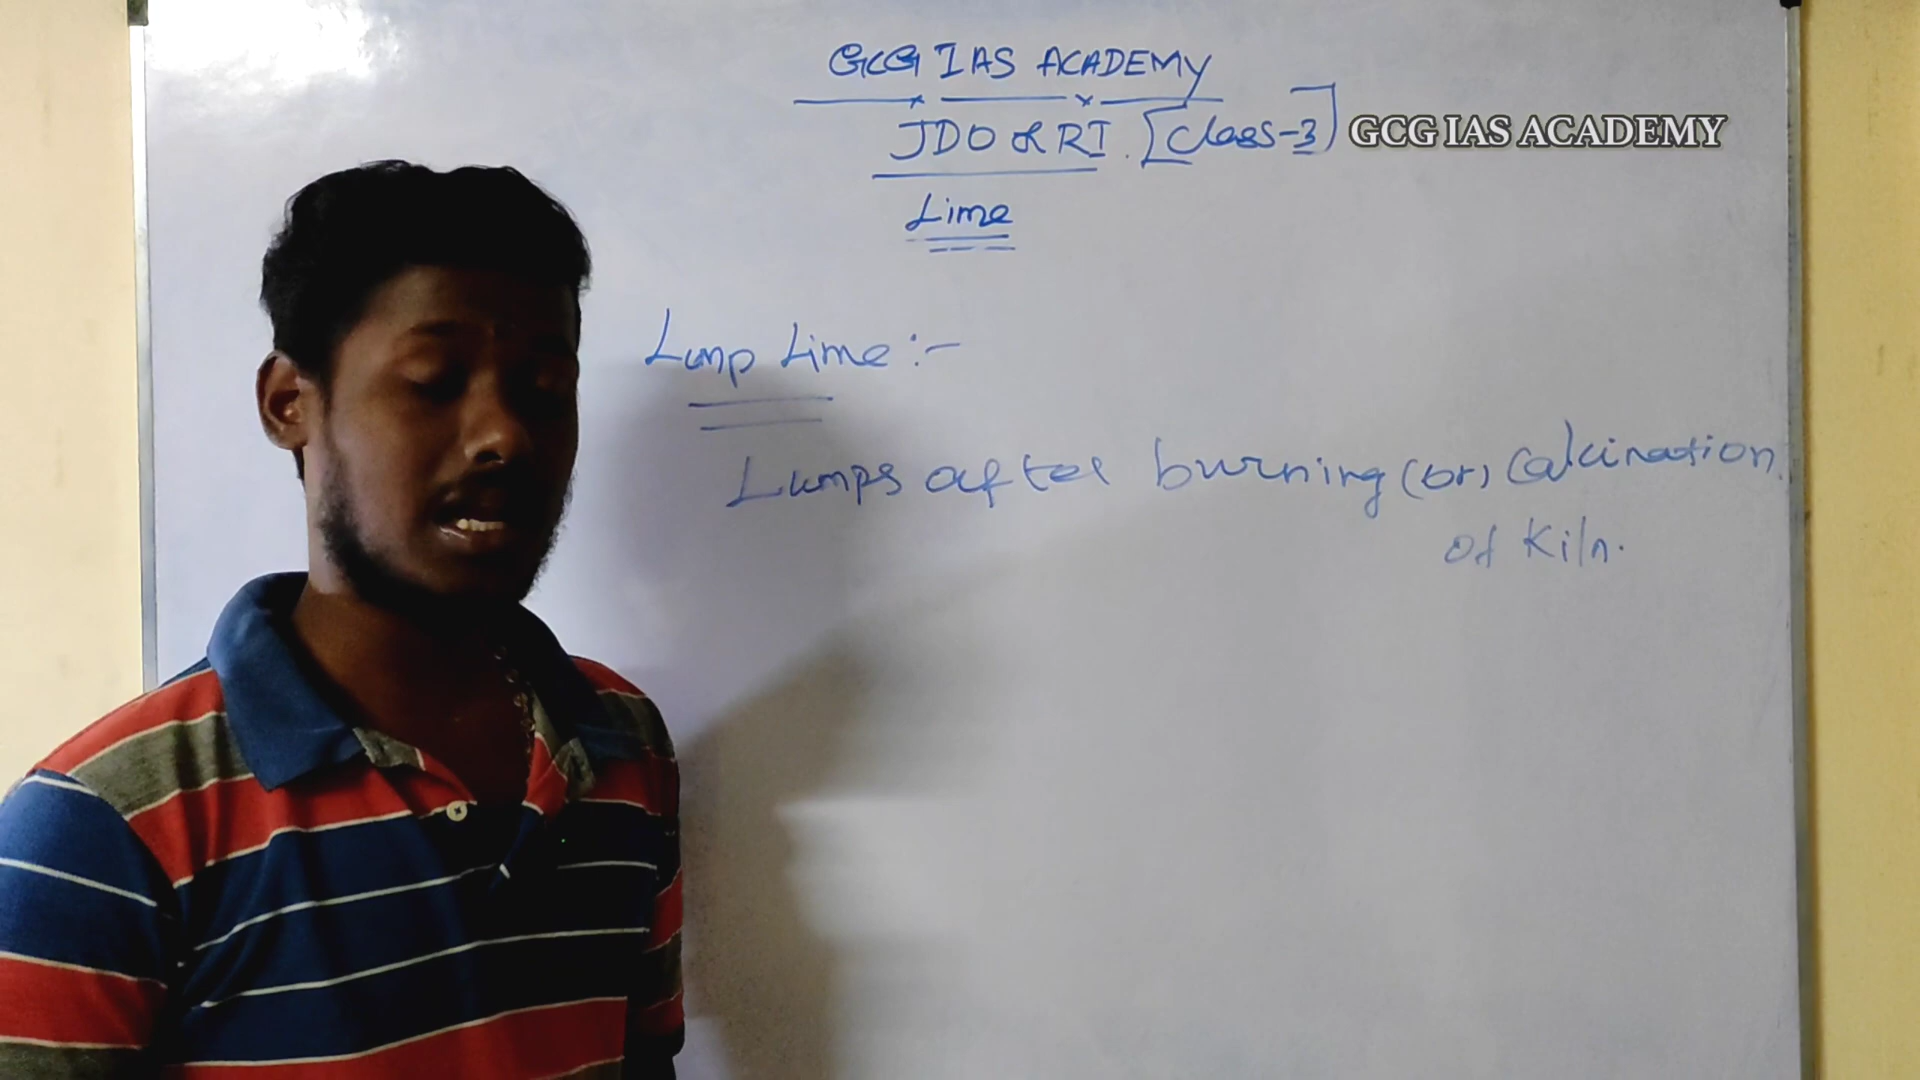 GCG IAS ACADEMY
JDO & RI. [Class-3]
GCG IAS ACADEMY
Lime
Lump Lime :-
Lumps after burning (or) Calcination
of Kiln.